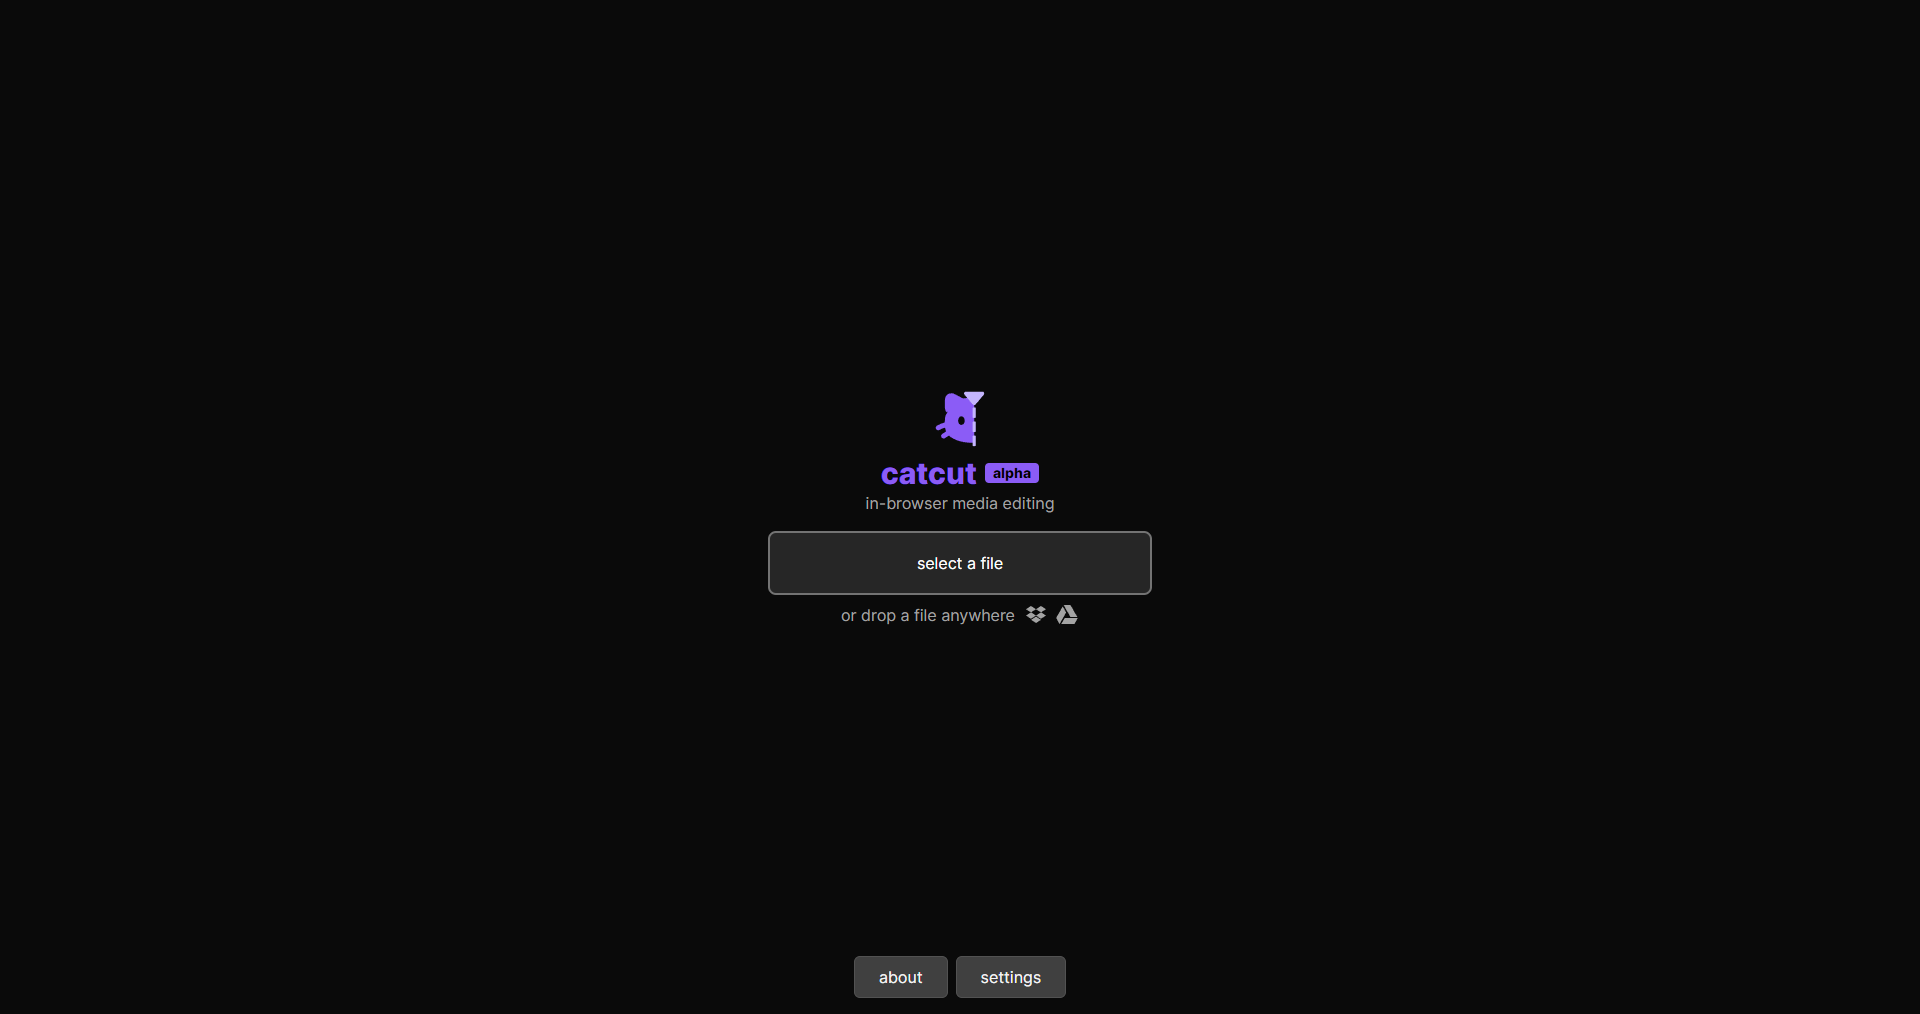 catcut alpha
in-browser media editing
select a file
or drop a file anywhere
about settings